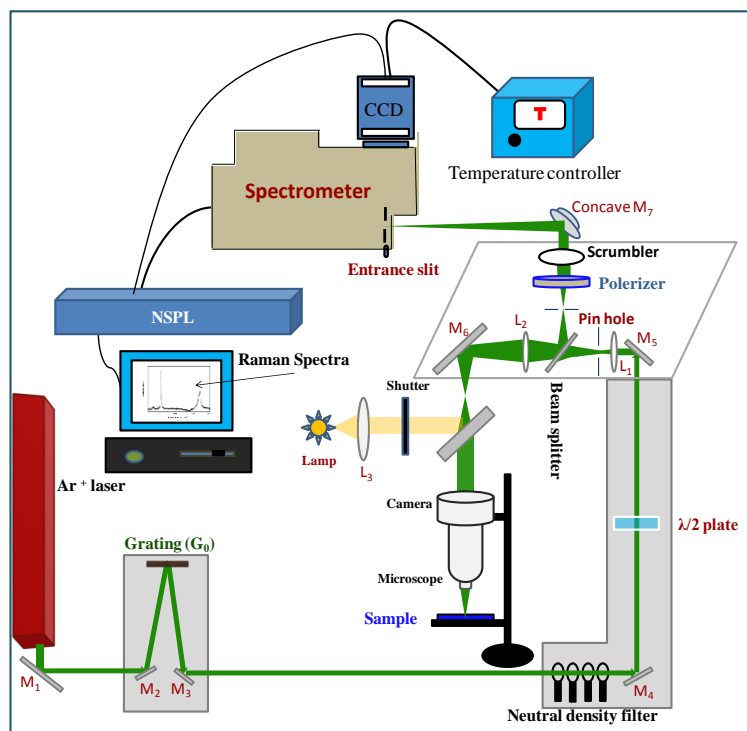 CCD
T
Temperature controller
Spectrometer
Concave M7
Scrumbler
Entrance slit
Polerizer
NSPL
Pin hole
M6
L2
M5
L1
Raman Spectra
Beam splitter
Shutter
Lamp
L3
Ar + laser
Camera
λ/2 plate
Grating (G0)
Microscope
Sample
M1
M2
M3
M4
Neutral density filter